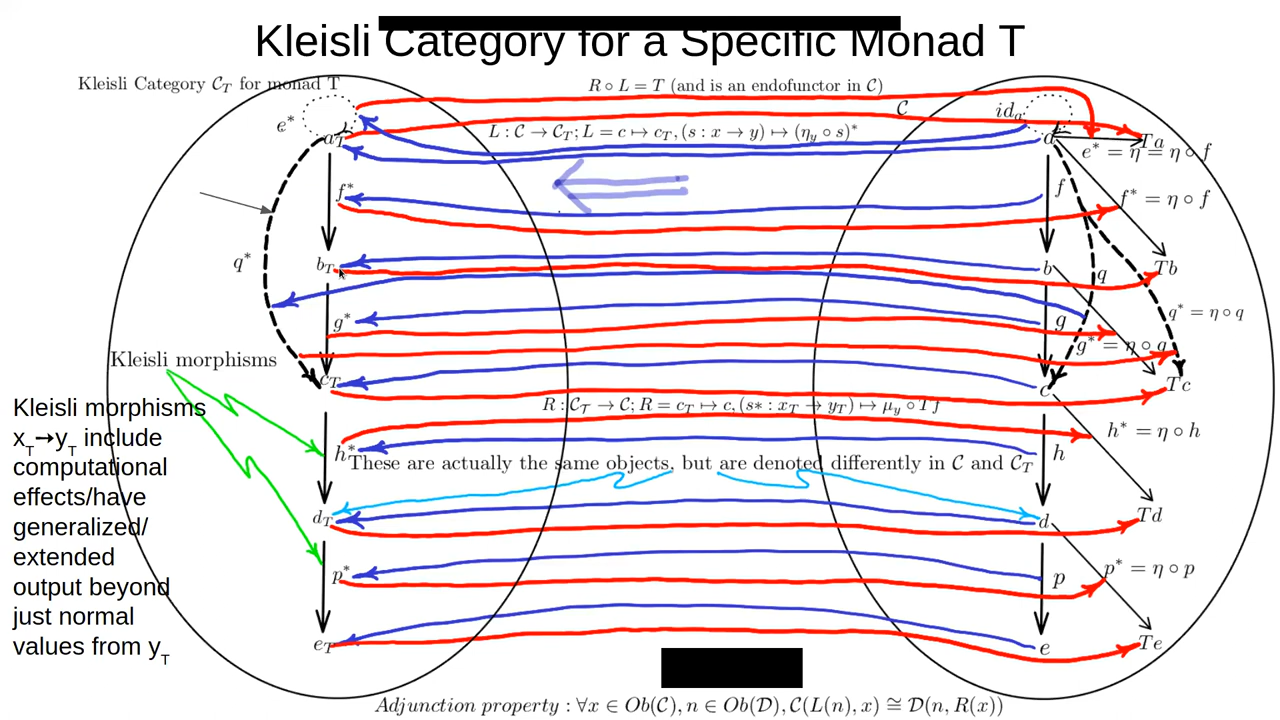 Kleisli Category for a Specific Monad T
Kleisli Category 𝒞_T for monad T
R ∘ L = T (and is an endofunctor in 𝒞)
𝒞
L : 𝒞 → 𝒞_T; L = c ↦ c_T, (s : x → y) ↦ (η_y ∘ s)*
e*
id_a
a_T
a
Ta
e* = η = η ∘ f
f*
f
f* = η ∘ f
q*
b_T
b
q
Tb
g*
g
q* = η ∘ q
g* = η ∘ g
Kleisli morphisms
c_T
c
Tc
R : 𝒞_T → 𝒞; R = c_T ↦ c, (s* : x_T → y_T) ↦ μ_y ∘ T f
h*
h
h* = η ∘ h
These are actually the same objects, but are denoted differently in 𝒞 and 𝒞_T
d_T
d
Td
p*
p
p* = η ∘ p
e_T
e
Te
Kleisli morphisms
x_T→y_T include
computational
effects/have
generalized/
extended
output beyond
just normal
values from y_T
Adjunction property : ∀x ∈ Ob(𝒞), n ∈ Ob(𝒟), 𝒞(L(n), x) ≅ 𝒟(n, R(x))